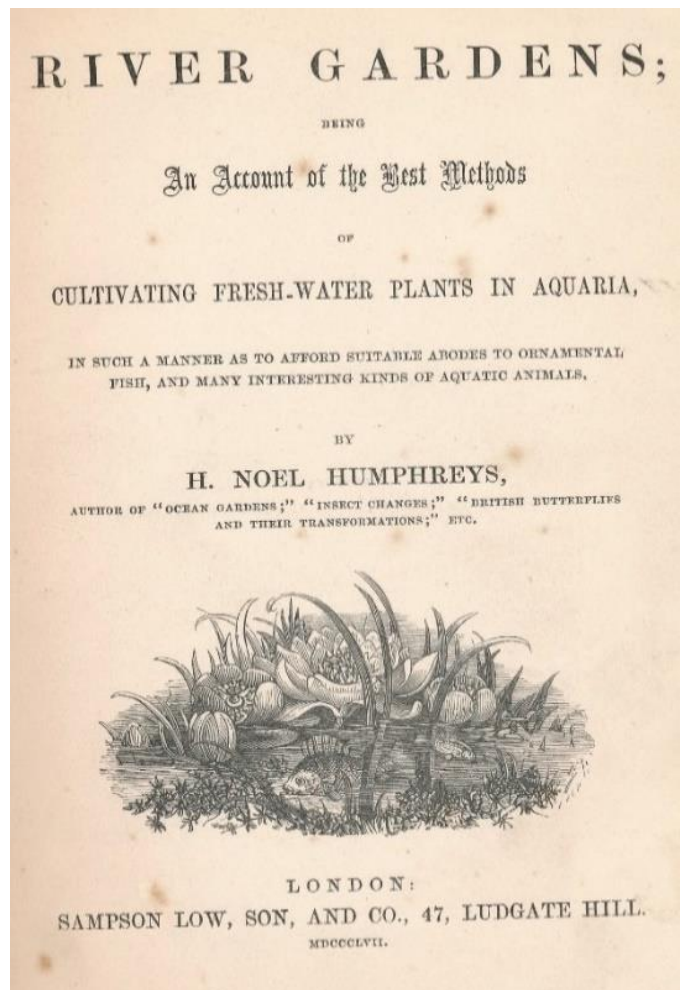 RIVER GARDENS;
BEING
An Account of the Best Methods
OF
CULTIVATING FRESH-WATER PLANTS IN AQUARIA,
IN SUCH A MANNER AS TO AFFORD SUITABLE ABODES TO ORNAMENTAL
FISH, AND MANY INTERESTING KINDS OF AQUATIC ANIMALS.
BY
H. NOEL HUMPHREYS,
AUTHOR OF "OCEAN GARDENS;" "INSECT CHANGES;" "BRITISH BUTTERFLIES
AND THEIR TRANSFORMATIONS;" ETC.
LONDON:
SAMPSON LOW, SON, AND CO., 47, LUDGATE HILL.
MDCCCLVII.